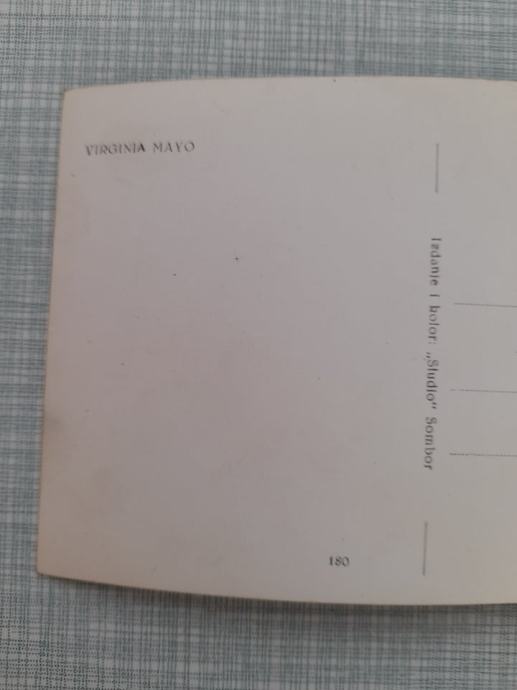 VIRGINIA MAYO
Izdanje i kolor: „Studio“ Sombor
180